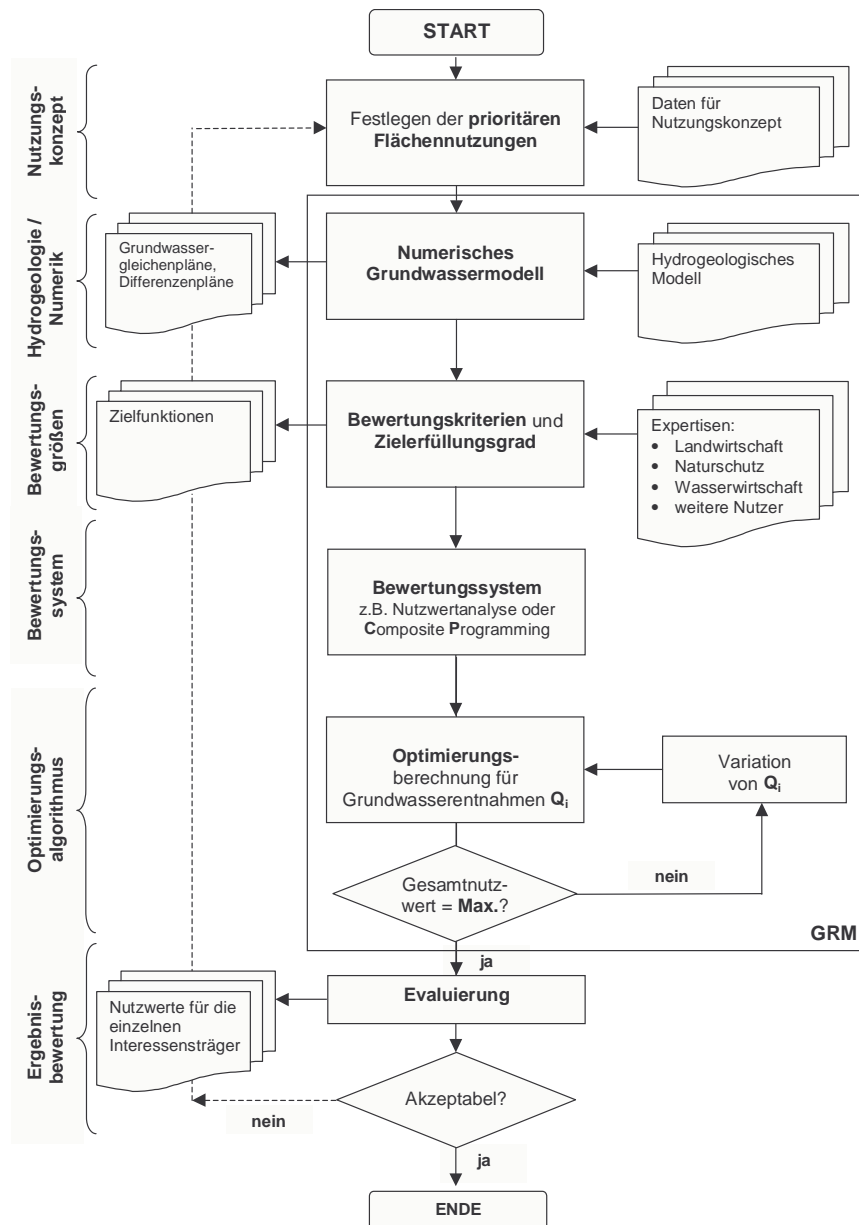 START
Nutzungs-
konzept
Festlegen der prioritären
Flächennutzungen
Daten für
Nutzungskonzept
Hydrogeologie /
Numerik
Grundwasser-
gleichenpläne,
Differenzenpläne
Numerisches
Grundwassermodell
Hydrogeologisches
Modell
Bewertungs-
größen
Zielfunktionen
Bewertungskriterien und
Zielerfüllungsgrad
Expertisen:
• Landwirtschaft
• Naturschutz
• Wasserwirtschaft
• weitere Nutzer
Bewertungs-
system
Bewertungssystem
z.B. Nutzwertanalyse oder
Composite Programming
Optimierungs-
algorithmus
Optimierungs-
berechnung für
Grundwasserentnahmen Qi
Variation
von Qi
Gesamtnutz-
wert = Max.?
nein
GRM
ja
Ergebnis-
bewertung
Nutzwerte für die
einzelnen
Interessensträger
Evaluierung
Akzeptabel?
nein
ja
ENDE